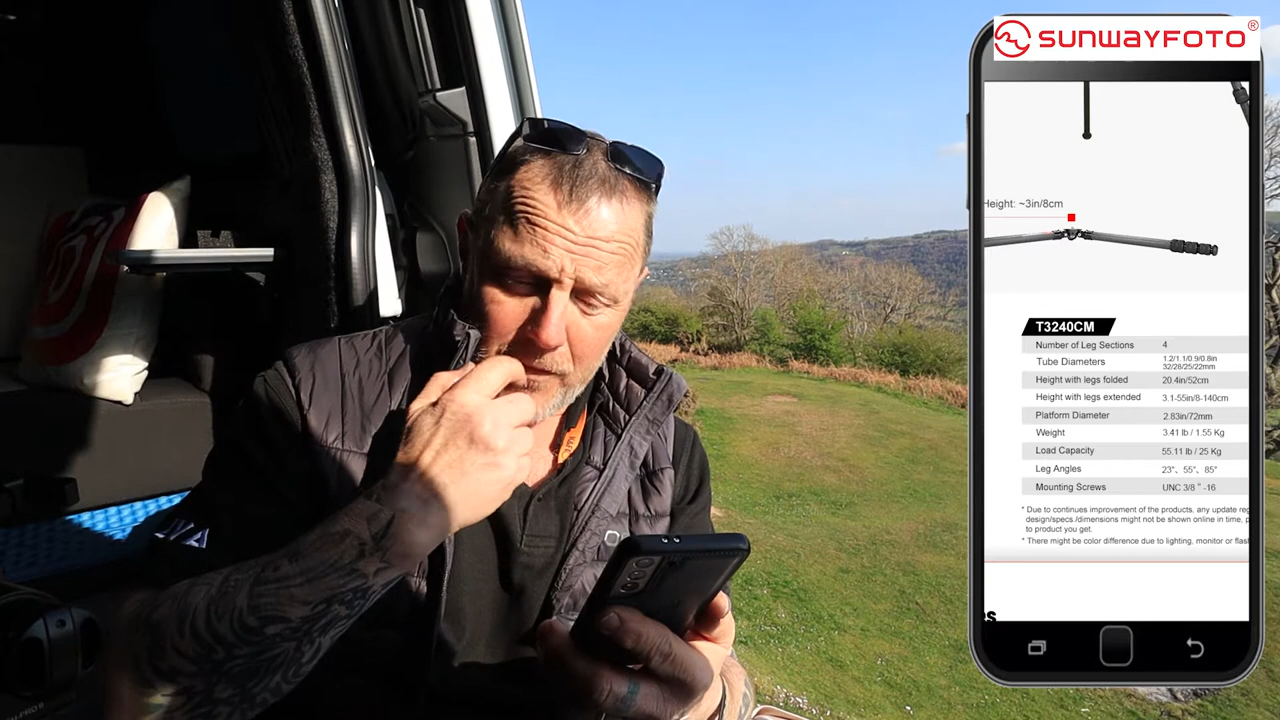 SUNWAYFOTO®
Height: ~3in/8cm
T3240CM
Number of Leg Sections 4
Tube Diameters 1.2/1.1/0.9/0.8in
32/28/25/22mm
Height with legs folded 20.4in/52cm
Height with legs extended 3.1-55in/8-140cm
Platform Diameter 2.83in/72mm
Weight 3.41 lb / 1.55 Kg
Load Capacity 55.11 lb / 25 Kg
Leg Angles 23°、55°、85°
Mounting Screws UNC 3/8 " -16
* Due to continues improvement of the products, any update reg
design/specs./dimensions might not be shown online in time, p
to product you get.
* There might be color difference due to lighting, monitor or flas